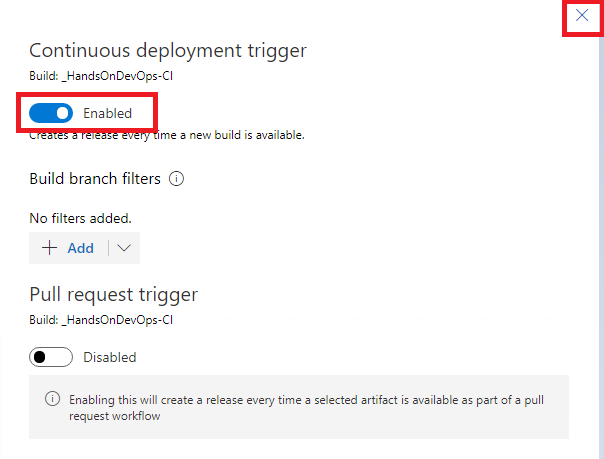 Continuous deployment trigger
Build: _HandsOnDevOps-CI
Enabled
Creates a release every time a new build is available.
Build branch filters
No filters added.
Add
Pull request trigger
Build: _HandsOnDevOps-CI
Disabled
Enabling this will create a release every time a selected artifact is available as part of a pull
request workflow